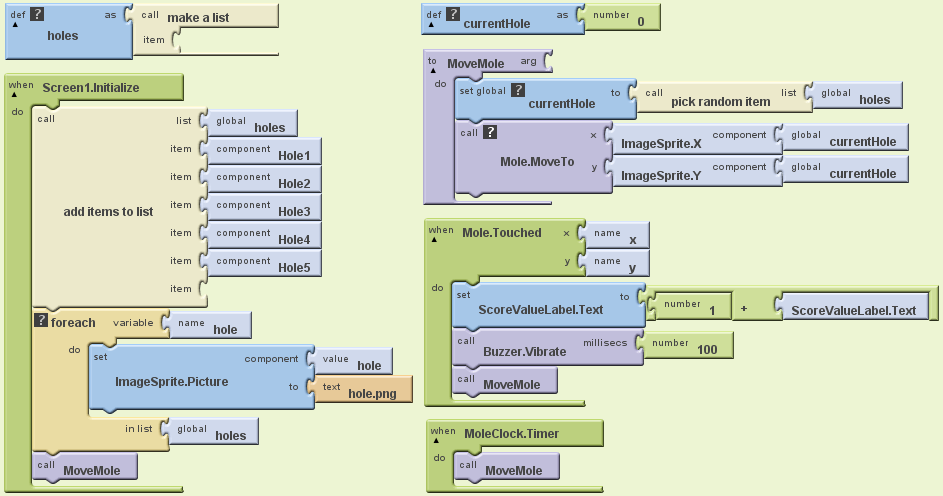 def ? holes as call make a list
item
when Screen1.Initialize
do
call add items to list list global holes
item component Hole1
item component Hole2
item component Hole3
item component Hole4
item component Hole5
item
? foreach variable name hole
do set ImageSprite.Picture component value hole
to text hole.png
in list global holes
call MoveMole
def ? currentHole as number 0
to MoveMole arg
do set global ? currentHole to call pick random item list global holes
call ? Mole.MoveTo x ImageSprite.X component global currentHole
y ImageSprite.Y component global currentHole
when Mole.Touched x name x
y name y
do set ScoreValueLabel.Text to number 1 + ScoreValueLabel.Text
call Buzzer.Vibrate millisecs number 100
call MoveMole
when MoleClock.Timer
do call MoveMole